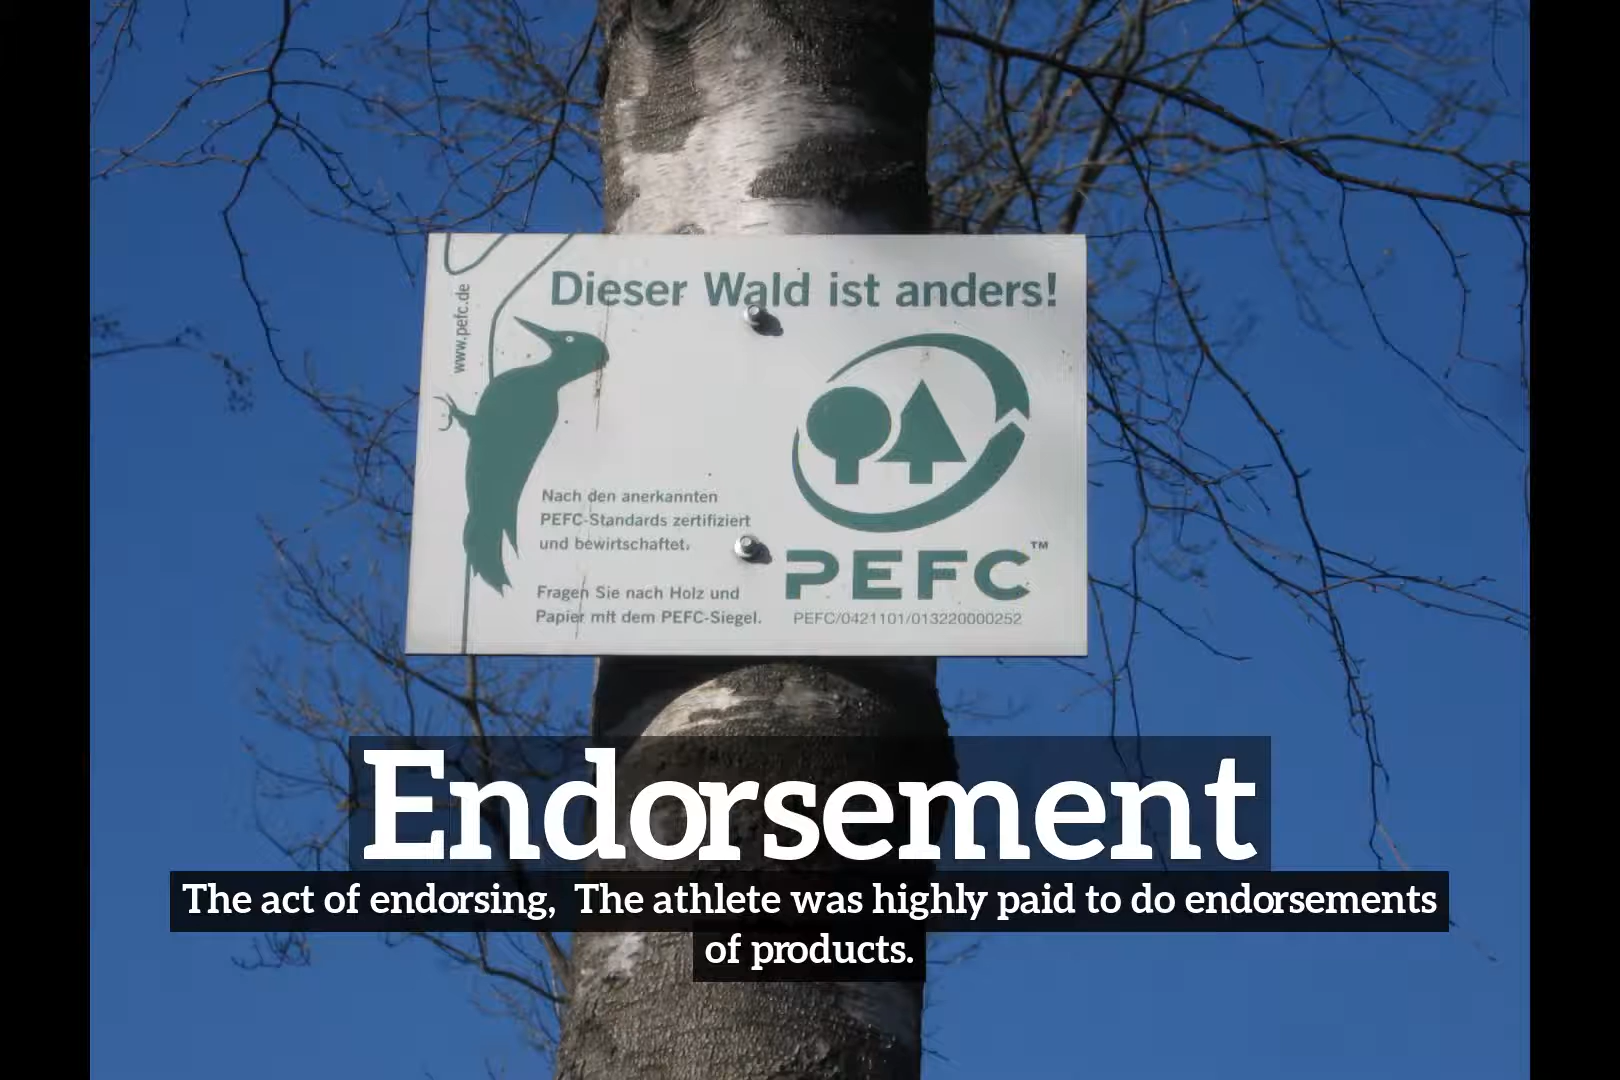 Dieser Wald ist anders!
www.pefc.de
Nach den anerkannten
PEFC-Standards zertifiziert
und bewirtschaftet.
Fragen Sie nach Holz und
Papier mit dem PEFC-Siegel.
PEFC™
PEFC/0421101/013220000252
Endorsement
The act of endorsing, The athlete was highly paid to do endorsements
of products.